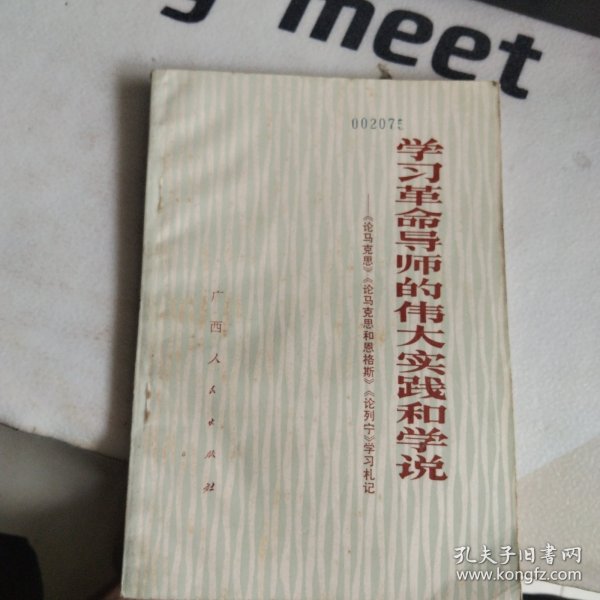 meet
002075
学习革命导师的伟大实践和学说
——《论马克思》《论马克思和恩格斯》《论列宁》学习札记
广西人民出版社
孔夫子旧书网
www.kongfz.com